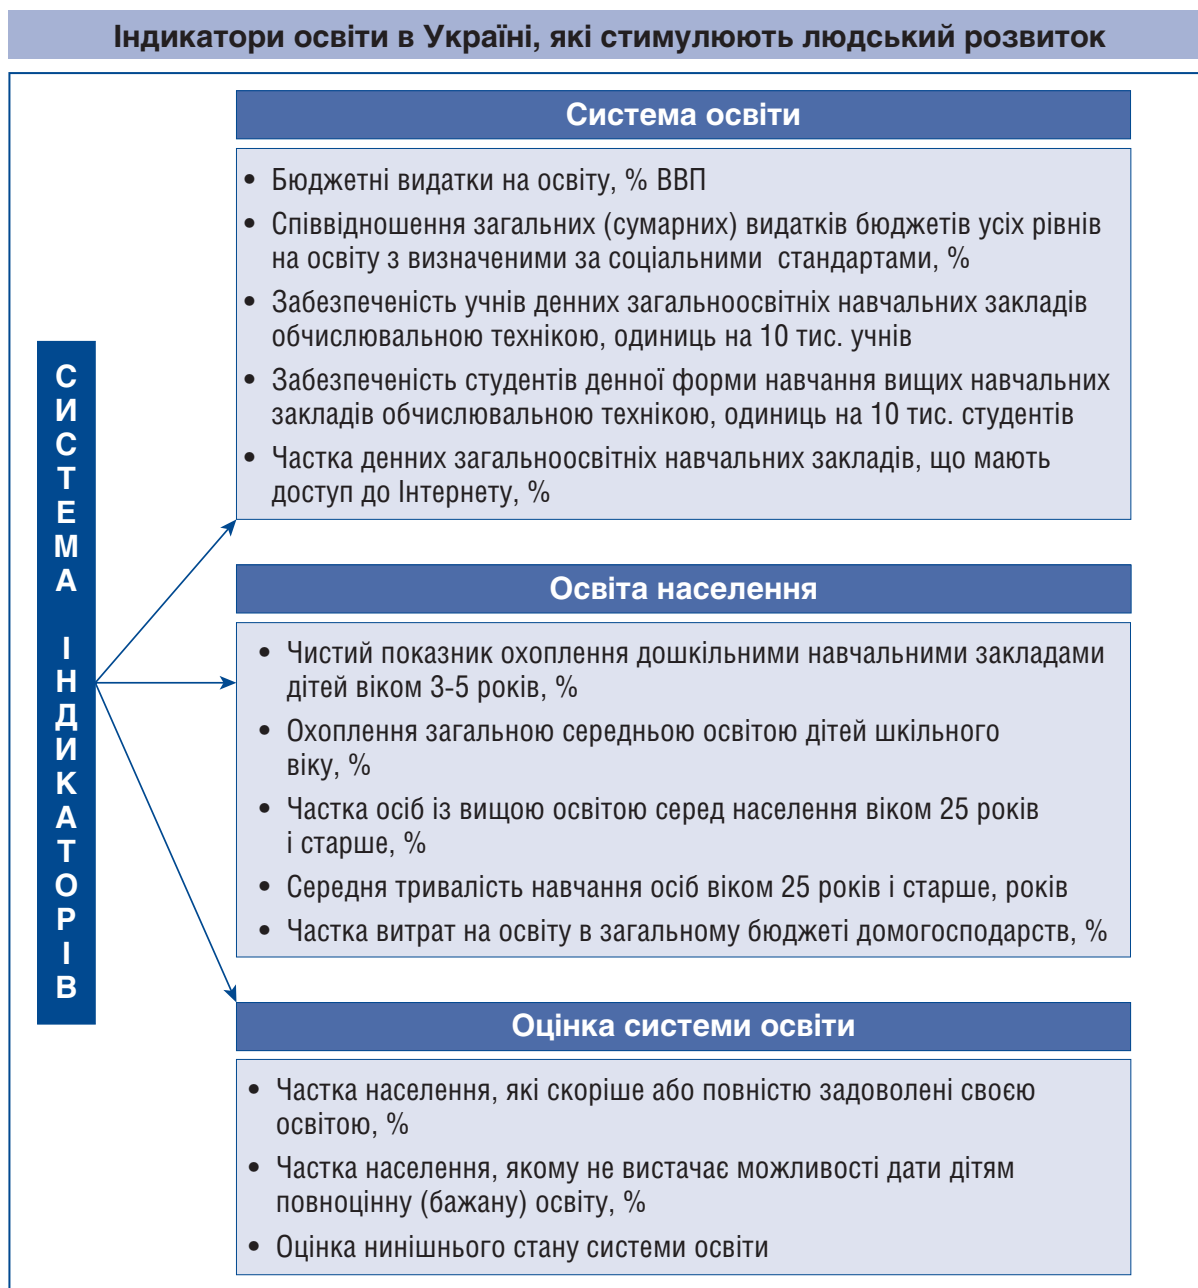 Індикатори освіти в Україні, які стимулюють людський розвиток
СИСТЕМА ІНДИКАТОРІВ
Система освіти
• Бюджетні видатки на освіту, % ВВП
• Співвідношення загальних (сумарних) видатків бюджетів усіх рівнів
на освіту з визначеними за соціальними стандартами, %
• Забезпеченість учнів денних загальноосвітніх навчальних закладів
обчислювальною технікою, одиниць на 10 тис. учнів
• Забезпеченість студентів денної форми навчання вищих навчальних
закладів обчислювальною технікою, одиниць на 10 тис. студентів
• Частка денних загальноосвітніх навчальних закладів, що мають
доступ до Інтернету, %
Освіта населення
• Чистий показник охоплення дошкільними навчальними закладами
дітей віком 3-5 років, %
• Охоплення загальною середньою освітою дітей шкільного
віку, %
• Частка осіб із вищою освітою серед населення віком 25 років
і старше, %
• Середня тривалість навчання осіб віком 25 років і старше, років
• Частка витрат на освіту в загальному бюджеті домогосподарств, %
Оцінка системи освіти
• Частка населення, які скоріше або повністю задоволені своєю
освітою, %
• Частка населення, якому не вистачає можливості дати дітям
повноцінну (бажану) освіту, %
• Оцінка нинішнього стану системи освіти